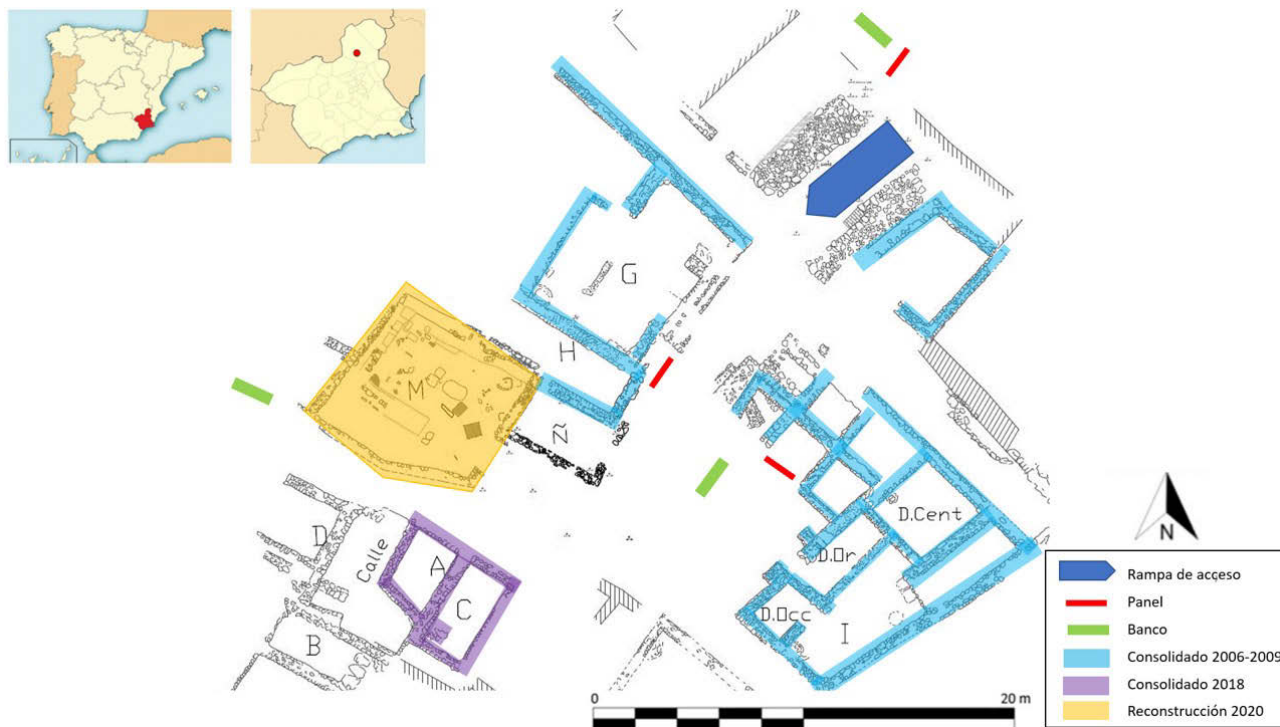 G
H
M
Ñ
D
Calle
A
C
B
D.Cent
D.Or
D.Occ
I
N
Rampa de acceso
Panel
Banco
Consolidado 2006-2009
Consolidado 2018
Reconstrucción 2020
0
20 m